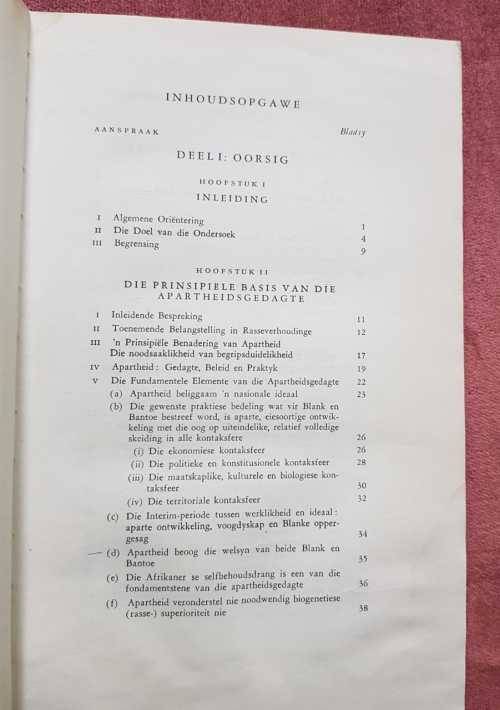 INHOUDSOPGAWE
AANSPRAAK Bladsy
DEEL I: OORSIG
HOOFSTUK I
INLEIDING
I Algemene Oriëntering 1
II Die Doel van die Ondersoek 4
III Begrensing 9
HOOFSTUK II
DIE PRINSIPIELE BASIS VAN DIE
APARTHEIDSGEDAGTE
I Inleidende Bespreking 11
II Toenemende Belangstelling in Rasseverhoudinge 12
III 'n Prinsipiële Benadering van Apartheid
Die noodsaaklikheid van begripsduidelikheid 17
IV Apartheid: Gedagte, Beleid en Praktyk 19
V Die Fundamentele Elemente van die Apartheidsgedagte 22
(a) Apartheid beliggaam 'n nasionale ideaal 23
(b) Die gewenste praktiese bedeling wat vir Blank en
Bantoe bestreef word, is aparte, eiesoortige ontwik-
keling met die oog op uiteindelike, relatief volledige
skeiding in alle kontaksfere 26
(i) Die ekonomiese kontaksfeer 26
(ii) Die politieke en konstitusionele kontaksfeer 28
(iii) Die maatskaplike, kulturele en biologiese kon-
taksfeer 30
(iv) Die territoriale kontaksfeer 32
(c) Die Interim-periode tussen werklikheid en ideaal:
aparte ontwikkeling, voogdyskap en Blanke opper-
gesag 34
(d) Apartheid beoog die welsyn van beide Blank en
Bantoe 35
(e) Die Afrikaner se selfbehoudsdrang is een van die
fondamentstene van die apartheidsgedagte 36
(f) Apartheid veronderstel nie noodwendig biogenetiese
(rasse-) superioriteit nie 38